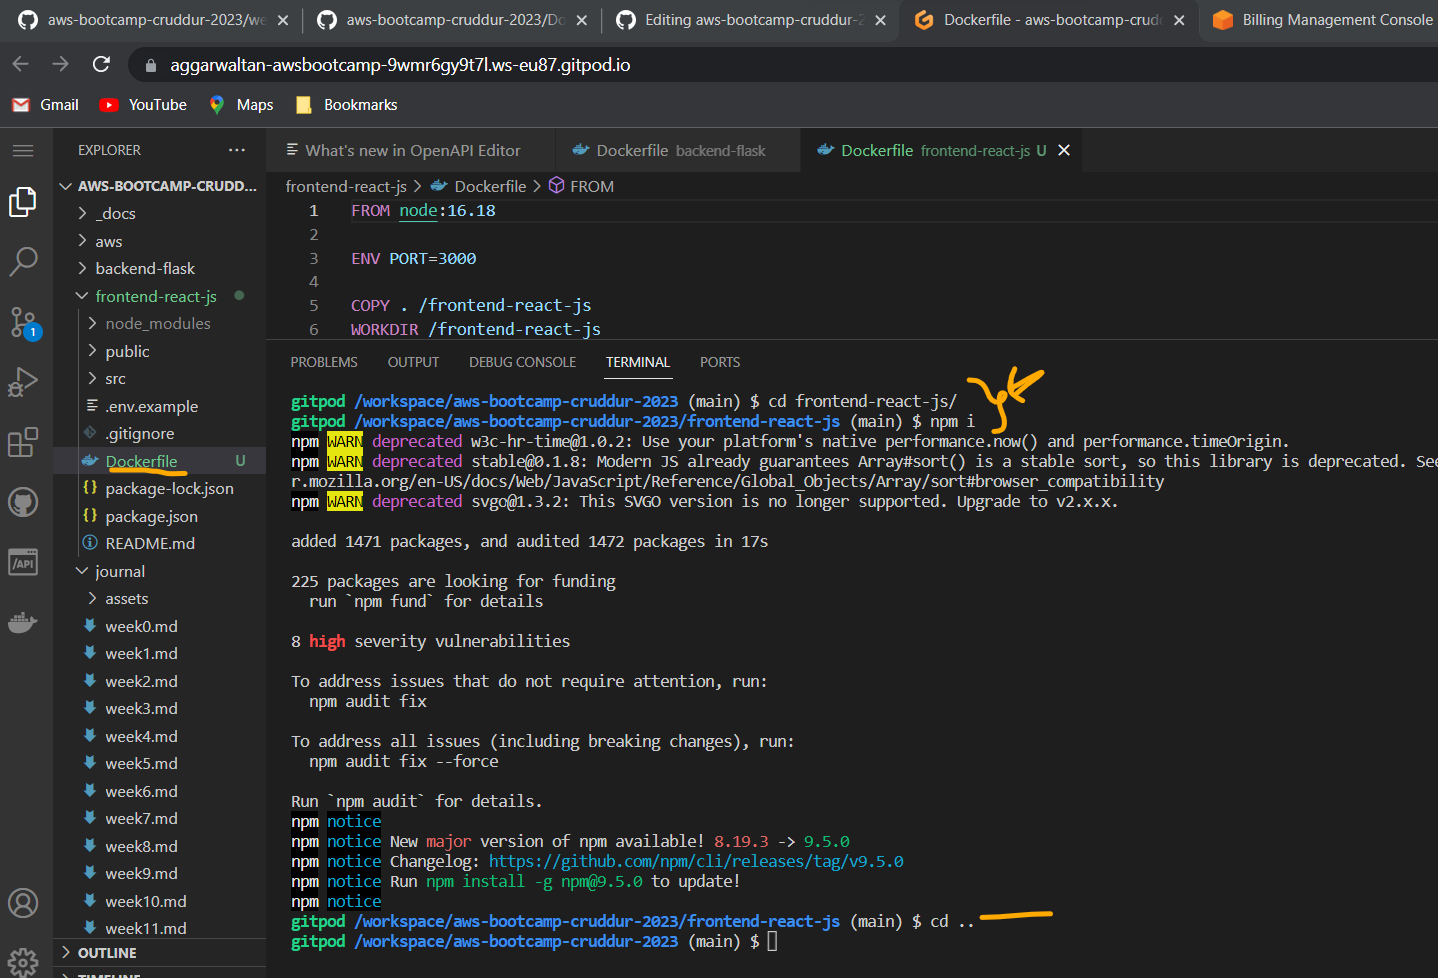 aws-bootcamp-cruddur-2023/we
aws-bootcamp-cruddur-2023/Do
Editing aws-bootcamp-cruddur-2
Dockerfile - aws-bootcamp-crudd
Billing Management Console
aggarwaltan-awsbootcamp-9wmr6gy9t7l.ws-eu87.gitpod.io
Gmail
YouTube
Maps
Bookmarks
EXPLORER
AWS-BOOTCAMP-CRUDD...
_docs
aws
backend-flask
frontend-react-js
node_modules
public
src
.env.example
.gitignore
Dockerfile U
package-lock.json
package.json
README.md
journal
assets
week0.md
week1.md
week2.md
week3.md
week4.md
week5.md
week6.md
week7.md
week8.md
week9.md
week10.md
week11.md
OUTLINE
TIMELINE
1
/API
What's new in OpenAPI Editor
Dockerfile backend-flask
Dockerfile frontend-react-js U
frontend-react-js > Dockerfile > FROM
1 FROM node:16.18
2
3 ENV PORT=3000
4
5 COPY . /frontend-react-js
6 WORKDIR /frontend-react-js
PROBLEMS OUTPUT DEBUG CONSOLE TERMINAL PORTS
gitpod /workspace/aws-bootcamp-cruddur-2023 (main) $ cd frontend-react-js/
gitpod /workspace/aws-bootcamp-cruddur-2023/frontend-react-js (main) $ npm i
npm WARN deprecated w3c-hr-time@1.0.2: Use your platform's native performance.now() and performance.timeOrigin.
npm WARN deprecated stable@0.1.8: Modern JS already guarantees Array#sort() is a stable sort, so this library is deprecated. See
r.mozilla.org/en-US/docs/Web/JavaScript/Reference/Global_Objects/Array/sort#browser_compatibility
npm WARN deprecated svgo@1.3.2: This SVGO version is no longer supported. Upgrade to v2.x.x.
added 1471 packages, and audited 1472 packages in 17s
225 packages are looking for funding
run `npm fund` for details
8 high severity vulnerabilities
To address issues that do not require attention, run:
npm audit fix
To address all issues (including breaking changes), run:
npm audit fix --force
Run `npm audit` for details.
npm notice
npm notice New major version of npm available! 8.19.3 -> 9.5.0
npm notice Changelog: https://github.com/npm/cli/releases/tag/v9.5.0
npm notice Run npm install -g npm@9.5.0 to update!
npm notice
gitpod /workspace/aws-bootcamp-cruddur-2023/frontend-react-js (main) $ cd ..
gitpod /workspace/aws-bootcamp-cruddur-2023 (main) $